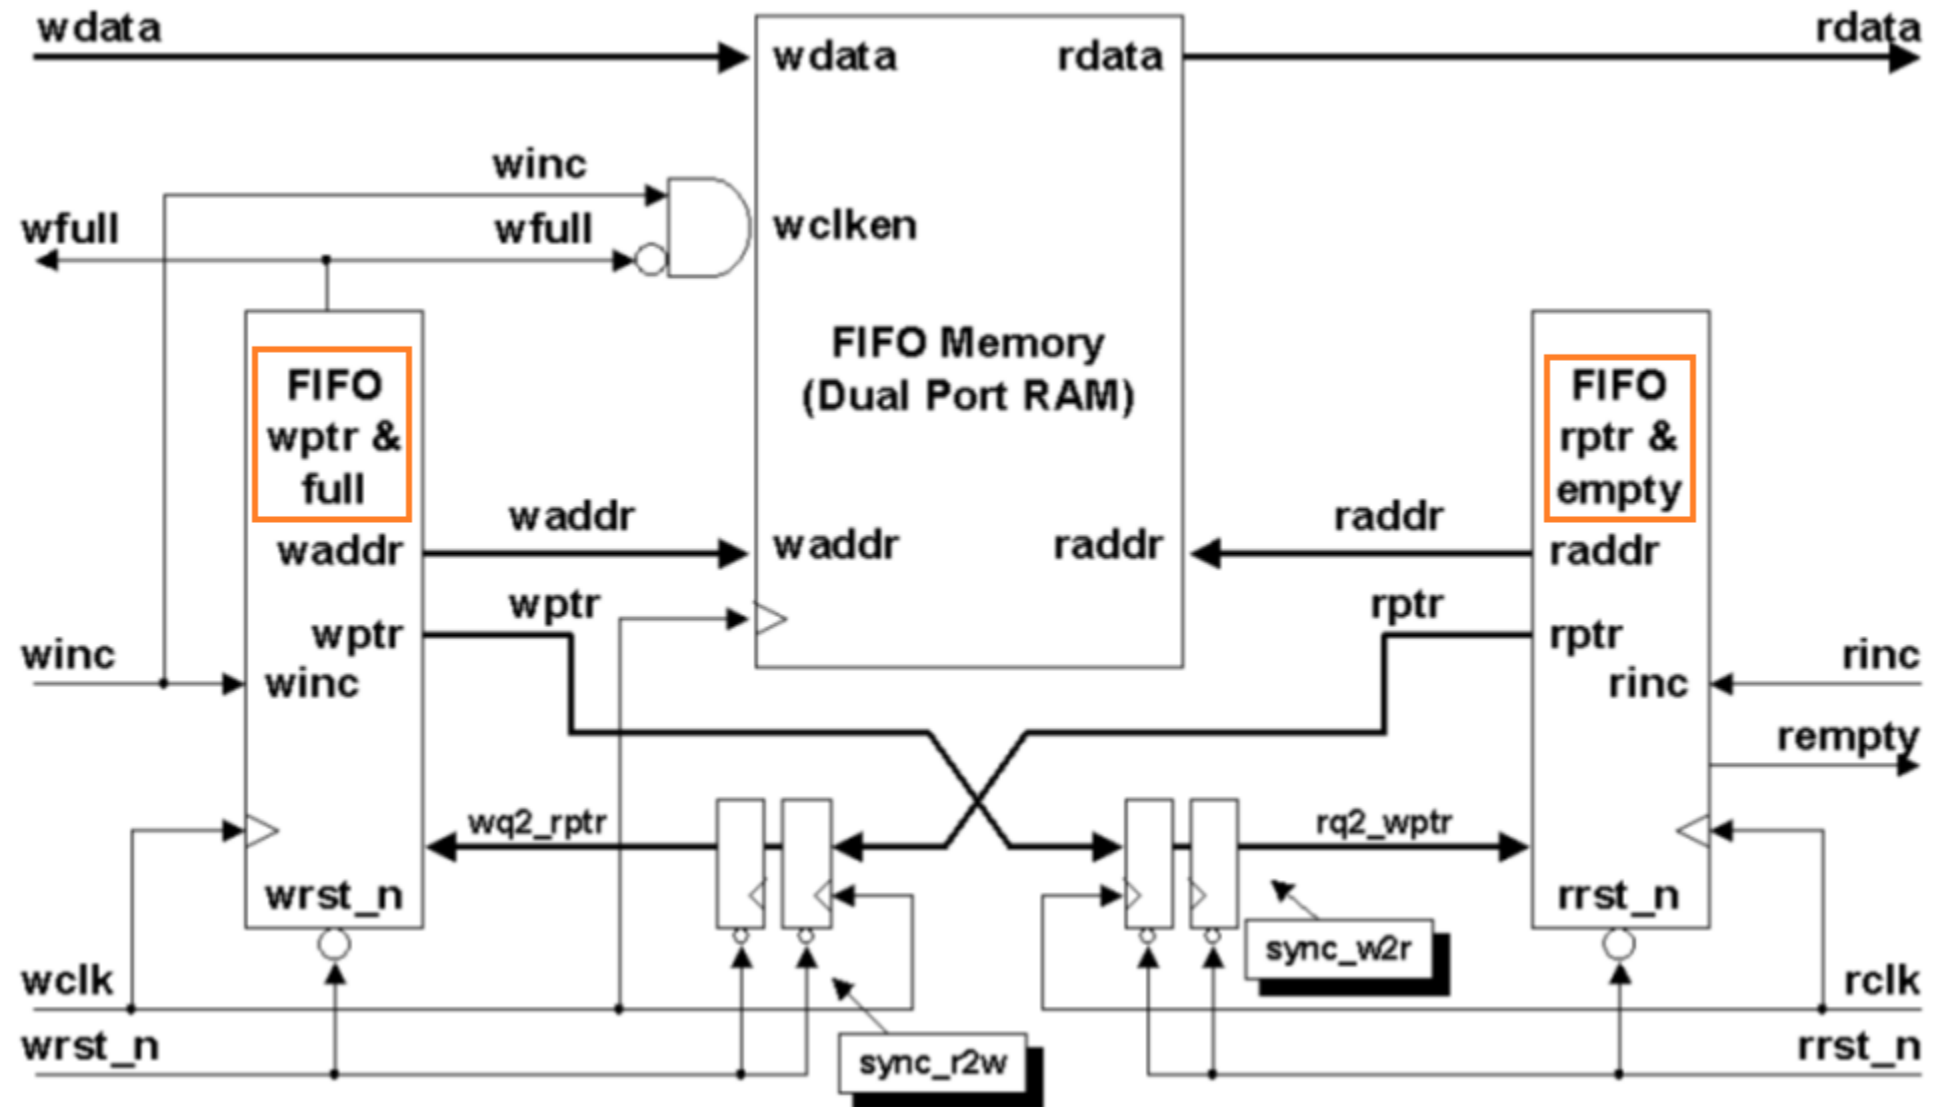 wdata
wdata
rdata
rdata
winc
wfull
wfull
wclken
FIFO Memory
(Dual Port RAM)
FIFO
wptr &
full
FIFO
rptr &
empty
waddr
waddr
waddr
raddr
raddr
raddr
wptr
wptr
rptr
rptr
winc
winc
rinc
rinc
rempty
wq2_rptr
rq2_wptr
wrst_n
rrst_n
sync_w2r
wclk
rclk
wrst_n
sync_r2w
rrst_n